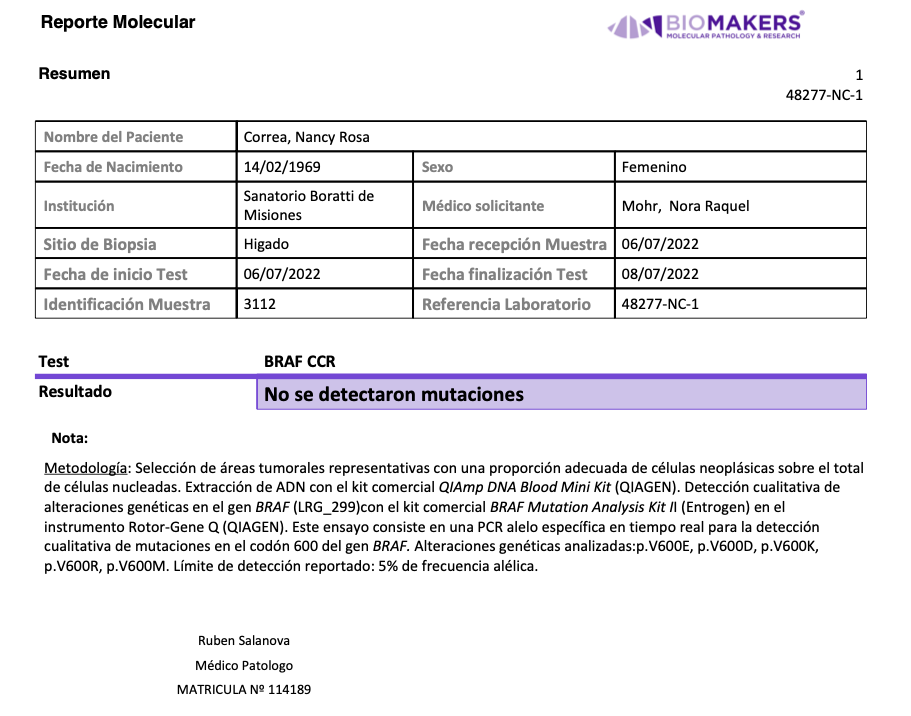 Reporte Molecular
BIOMAKERS®
MOLECULAR PATHOLOGY & RESEARCH
Resumen
1
48277-NC-1
Nombre del Paciente Correa, Nancy Rosa
Fecha de Nacimiento 14/02/1969 Sexo Femenino
Institución Sanatorio Boratti de Misiones Médico solicitante Mohr, Nora Raquel
Sitio de Biopsia Higado Fecha recepción Muestra 06/07/2022
Fecha de inicio Test 06/07/2022 Fecha finalización Test 08/07/2022
Identificación Muestra 3112 Referencia Laboratorio 48277-NC-1
Test BRAF CCR
Resultado No se detectaron mutaciones
Nota:
Metodología: Selección de áreas tumorales representativas con una proporción adecuada de células neoplásicas sobre el total
de células nucleadas. Extracción de ADN con el kit comercial QIAmp DNA Blood Mini Kit (QIAGEN). Detección cualitativa de
alteraciones genéticas en el gen BRAF (LRG_299)con el kit comercial BRAF Mutation Analysis Kit II (Entrogen) en el
instrumento Rotor-Gene Q (QIAGEN). Este ensayo consiste en una PCR alelo específica en tiempo real para la detección
cualitativa de mutaciones en el codón 600 del gen BRAF. Alteraciones genéticas analizadas:p.V600E, p.V600D, p.V600K,
p.V600R, p.V600M. Límite de detección reportado: 5% de frecuencia alélica.
Ruben Salanova
Médico Patologo
MATRICULA Nº 114189